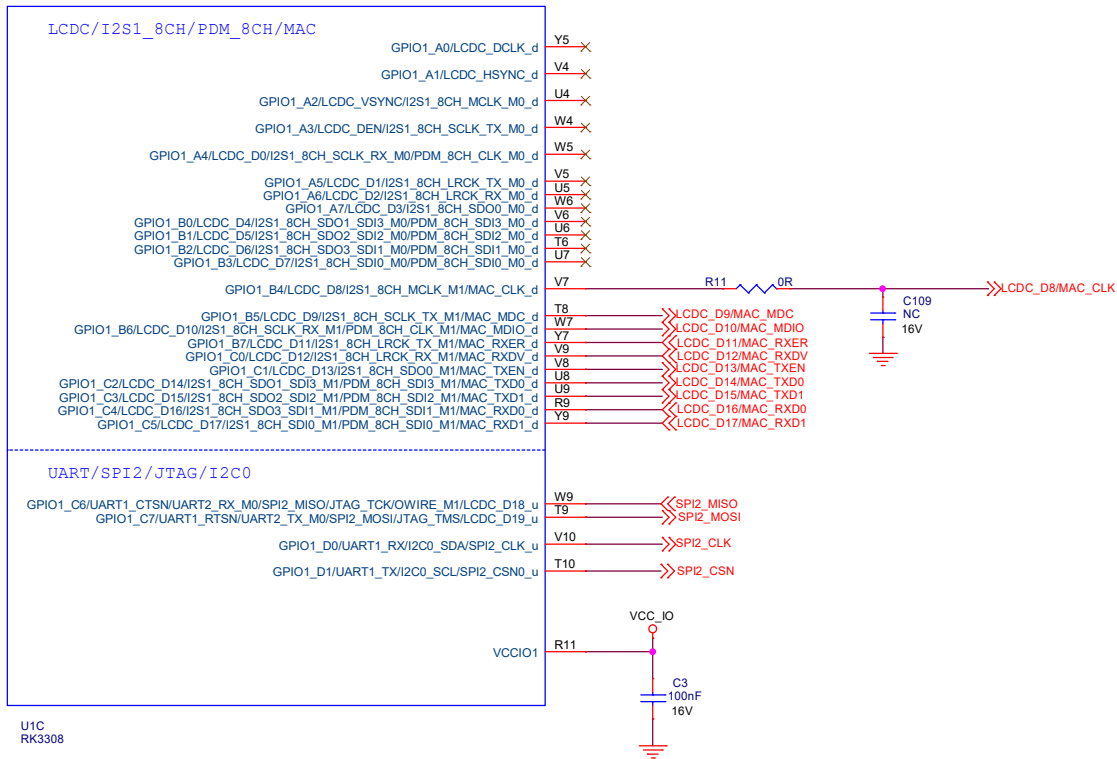 LCDC/I2S1_8CH/PDM_8CH/MAC
GPIO1_A0/LCDC_DCLK_d Y5
GPIO1_A1/LCDC_HSYNC_d V4
GPIO1_A2/LCDC_VSYNC/I2S1_8CH_MCLK_M0_d U4
GPIO1_A3/LCDC_DEN/I2S1_8CH_SCLK_TX_M0_d W4
GPIO1_A4/LCDC_D0/I2S1_8CH_SCLK_RX_M0/PDM_8CH_CLK_M0_d W5
GPIO1_A5/LCDC_D1/I2S1_8CH_LRCK_TX_M0_d V5
GPIO1_A6/LCDC_D2/I2S1_8CH_LRCK_RX_M0_d U5
GPIO1_A7/LCDC_D3/I2S1_8CH_SDO0_M0_d W6
GPIO1_B0/LCDC_D4/I2S1_8CH_SDO1_SDI3_M0/PDM_8CH_SDI3_M0_d V6
GPIO1_B1/LCDC_D5/I2S1_8CH_SDO2_SDI2_M0/PDM_8CH_SDI2_M0_d U6
GPIO1_B2/LCDC_D6/I2S1_8CH_SDO3_SDI1_M0/PDM_8CH_SDI1_M0_d T6
GPIO1_B3/LCDC_D7/I2S1_8CH_SDI0_M0/PDM_8CH_SDI0_M0_d U7
GPIO1_B4/LCDC_D8/I2S1_8CH_MCLK_M1/MAC_CLK_d V7 R11 0R LCDC_D8/MAC_CLK
C109
NC
16V
GPIO1_B5/LCDC_D9/I2S1_8CH_SCLK_TX_M1/MAC_MDC_d T8 LCDC_D9/MAC_MDC
GPIO1_B6/LCDC_D10/I2S1_8CH_SCLK_RX_M1/PDM_CLK_M1/MAC_MDIO_d W7 LCDC_D10/MAC_MDIO
GPIO1_B7/LCDC_D11/I2S1_8CH_LRCK_TX_M1/MAC_RXER_d Y7 LCDC_D11/MAC_RXER
GPIO1_C0/LCDC_D12/I2S1_8CH_LRCK_RX_M1/MAC_RXDV_d V9 LCDC_D12/MAC_RXDV
GPIO1_C1/LCDC_D13/I2S1_8CH_SDO0_M1/MAC_TXEN_d V8 LCDC_D13/MAC_TXEN
GPIO1_C2/LCDC_D14/I2S1_8CH_SDO1_SDI3_M1/PDM_8CH_SDI3_M1/MAC_TXD0_d U8 LCDC_D14/MAC_TXD0
GPIO1_C3/LCDC_D15/I2S1_8CH_SDO2_SDI2_M1/PDM_8CH_SDI2_M1/MAC_TXD1_d U9 LCDC_D15/MAC_TXD1
GPIO1_C4/LCDC_D16/I2S1_8CH_SDO3_SDI1_M1/PDM_8CH_SDI1_M1/MAC_RXD0_d R9 LCDC_D16/MAC_RXD0
GPIO1_C5/LCDC_D17/I2S1_8CH_SDI0_M1/PDM_8CH_SDI0_M1/MAC_RXD1_d Y9 LCDC_D17/MAC_RXD1
UART/SPI2/JTAG/I2C0
GPIO1_C6/UART1_CTSN/UART2_RX_M0/SPI2_MISO/JTAG_TCK/OWIRE_M1/LCDC_D18_u W9 SPI2_MISO
GPIO1_C7/UART1_RTSN/UART2_TX_M0/SPI2_MOSI/JTAG_TMS/LCDC_D19_u T9 SPI2_MOSI
GPIO1_D0/UART1_RX/I2C0_SDA/SPI2_CLK_u V10 SPI2_CLK
GPIO1_D1/UART1_TX/I2C0_SCL/SPI2_CSN0_u T10 SPI2_CSN
VCC_IO
VCCIO1 R11
C3
100nF
16V
U1C
RK3308